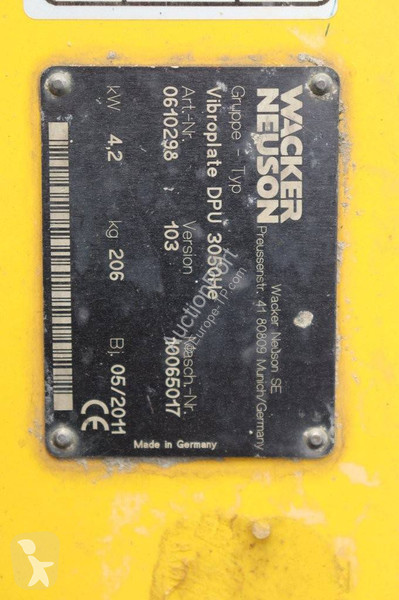 WACKER
NEUSON
Wacker Neuson SE
Preussenstr. 41 80809 Munich/Germany
Gruppe - Typ
Vibroplate DPU 3050He
Art.-Nr. Version Masch.-Nr.
0610298 103 10065017
kW 4,2 kg 206 Bj. 05/2011
CE
Made in Germany